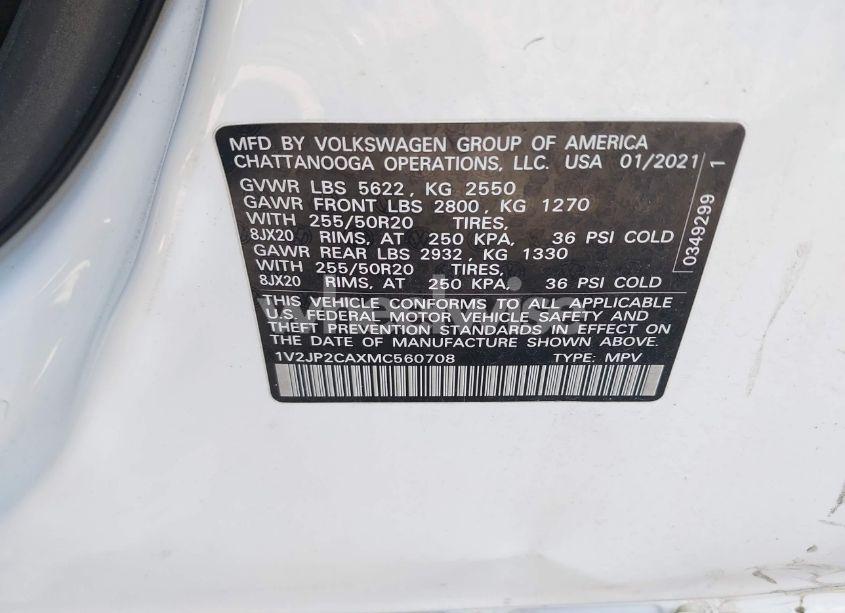 MFD BY VOLKSWAGEN GROUP OF AMERICA
CHATTANOOGA OPERATIONS, LLC. USA 01/2021
GVWR LBS 5622, KG 2550
GAWR FRONT LBS 2800, KG 1270
WITH 255/50R20 TIRES,
8JX20 RIMS, AT 250 KPA, 36 PSI COLD
GAWR REAR LBS 2932, KG 1330
WITH 255/50R20 TIRES,
8JX20 RIMS, AT 250 KPA, 36 PSI COLD
THIS VEHICLE CONFORMS TO ALL APPLICABLE
U.S. FEDERAL MOTOR VEHICLE SAFETY AND
THEFT PREVENTION STANDARDS IN EFFECT ON
THE DATE OF MANUFACTURE SHOWN ABOVE.
1V2JP2CAXMC560708 TYPE: MPV
0349299 1